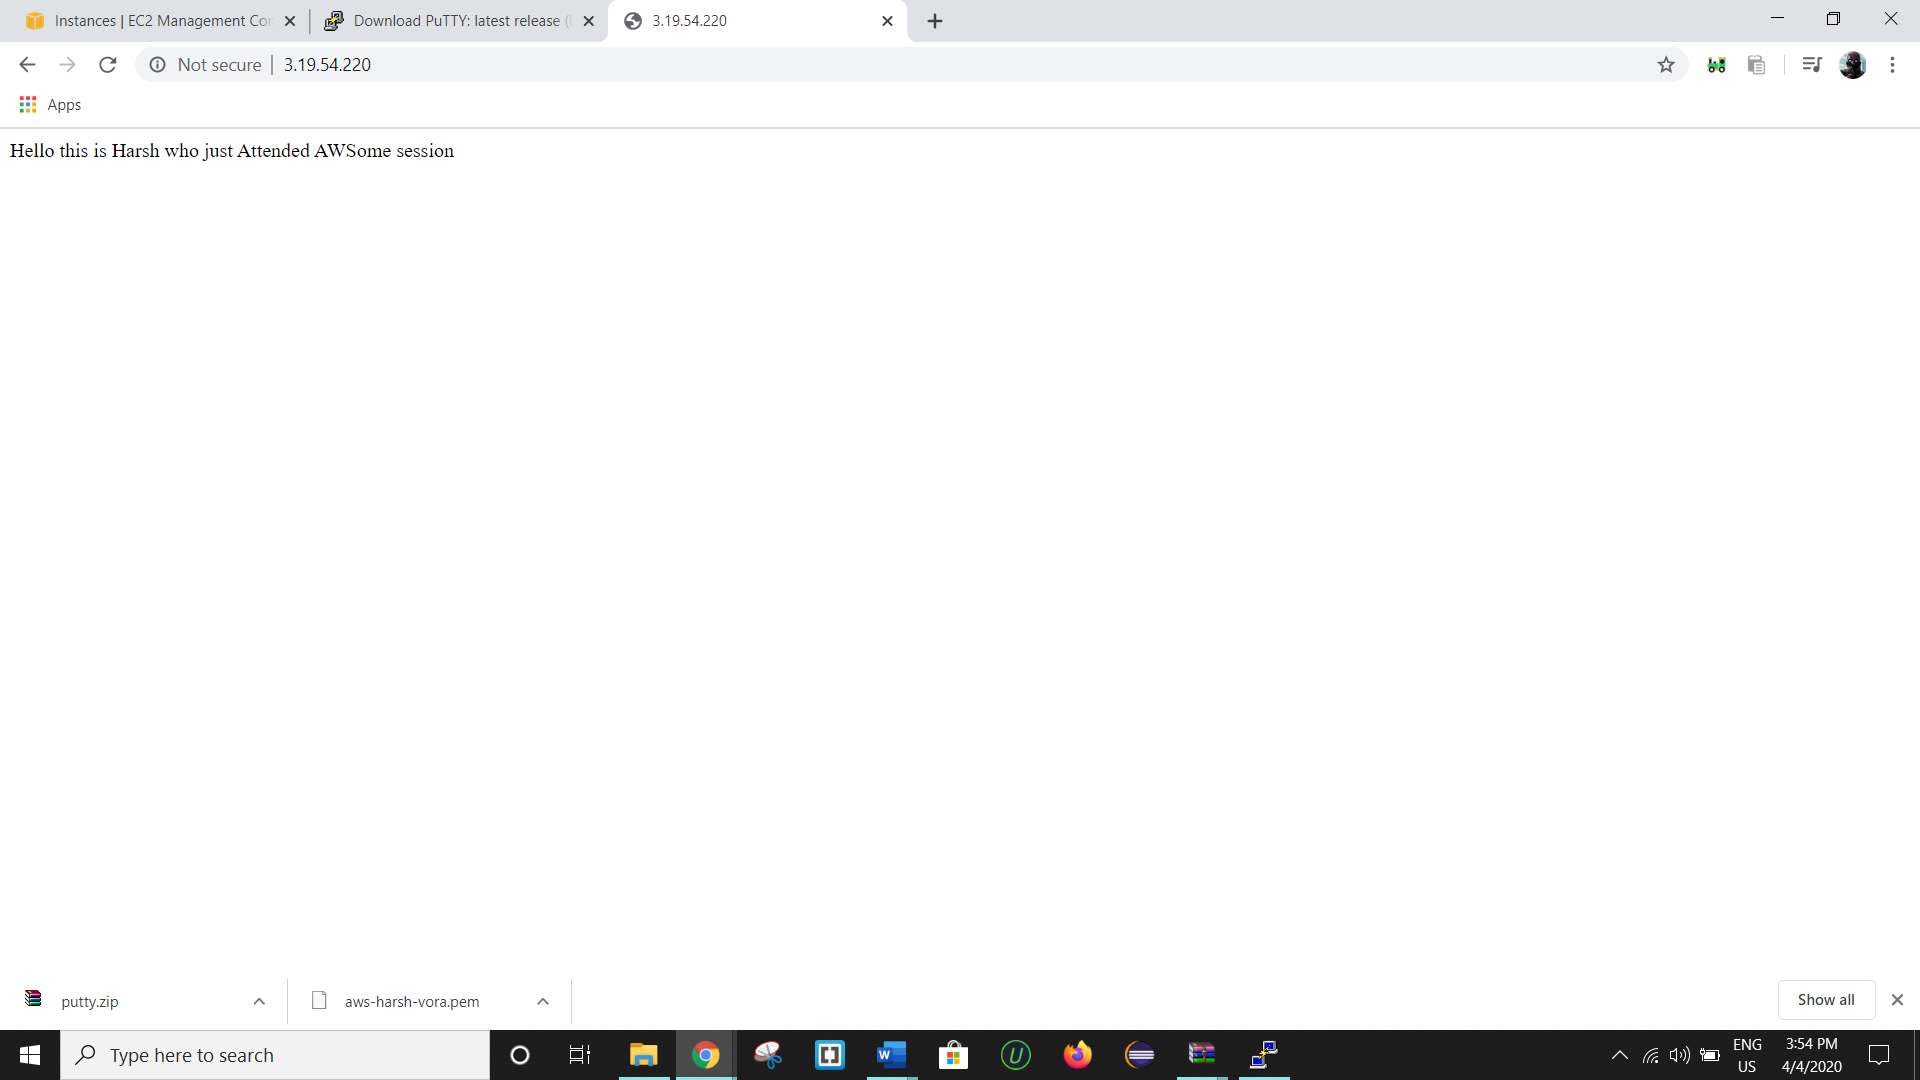 Instances | EC2 Management Con
Download PuTTY: latest release (
3.19.54.220
Not secure
3.19.54.220
Apps
Hello this is Harsh who just Attended AWSome session
putty.zip
aws-harsh-vora.pem
Show all
Type here to search
ENG
US
3:54 PM
4/4/2020